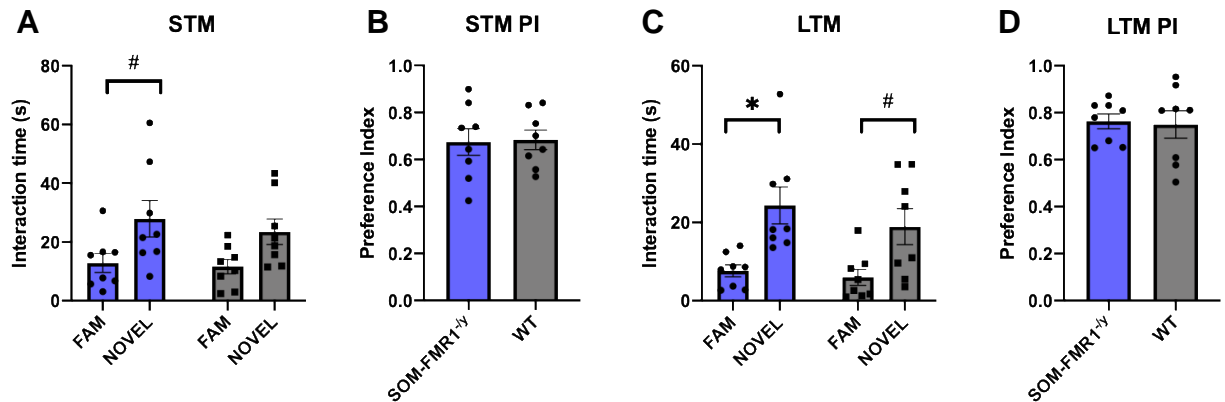 A
STM
Interaction time (s)
80
60
40
20
0
#
FAM
NOVEL
FAM
NOVEL
B
STM PI
Preference Index
1.0
0.8
0.6
0.4
0.2
0.0
SOM-FMR1⁻/ʸ
WT
C
LTM
Interaction time (s)
60
40
20
0
*
#
FAM
NOVEL
FAM
NOVEL
D
LTM PI
Preference Index
1.0
0.8
0.6
0.4
0.2
0.0
SOM-FMR1⁻/ʸ
WT